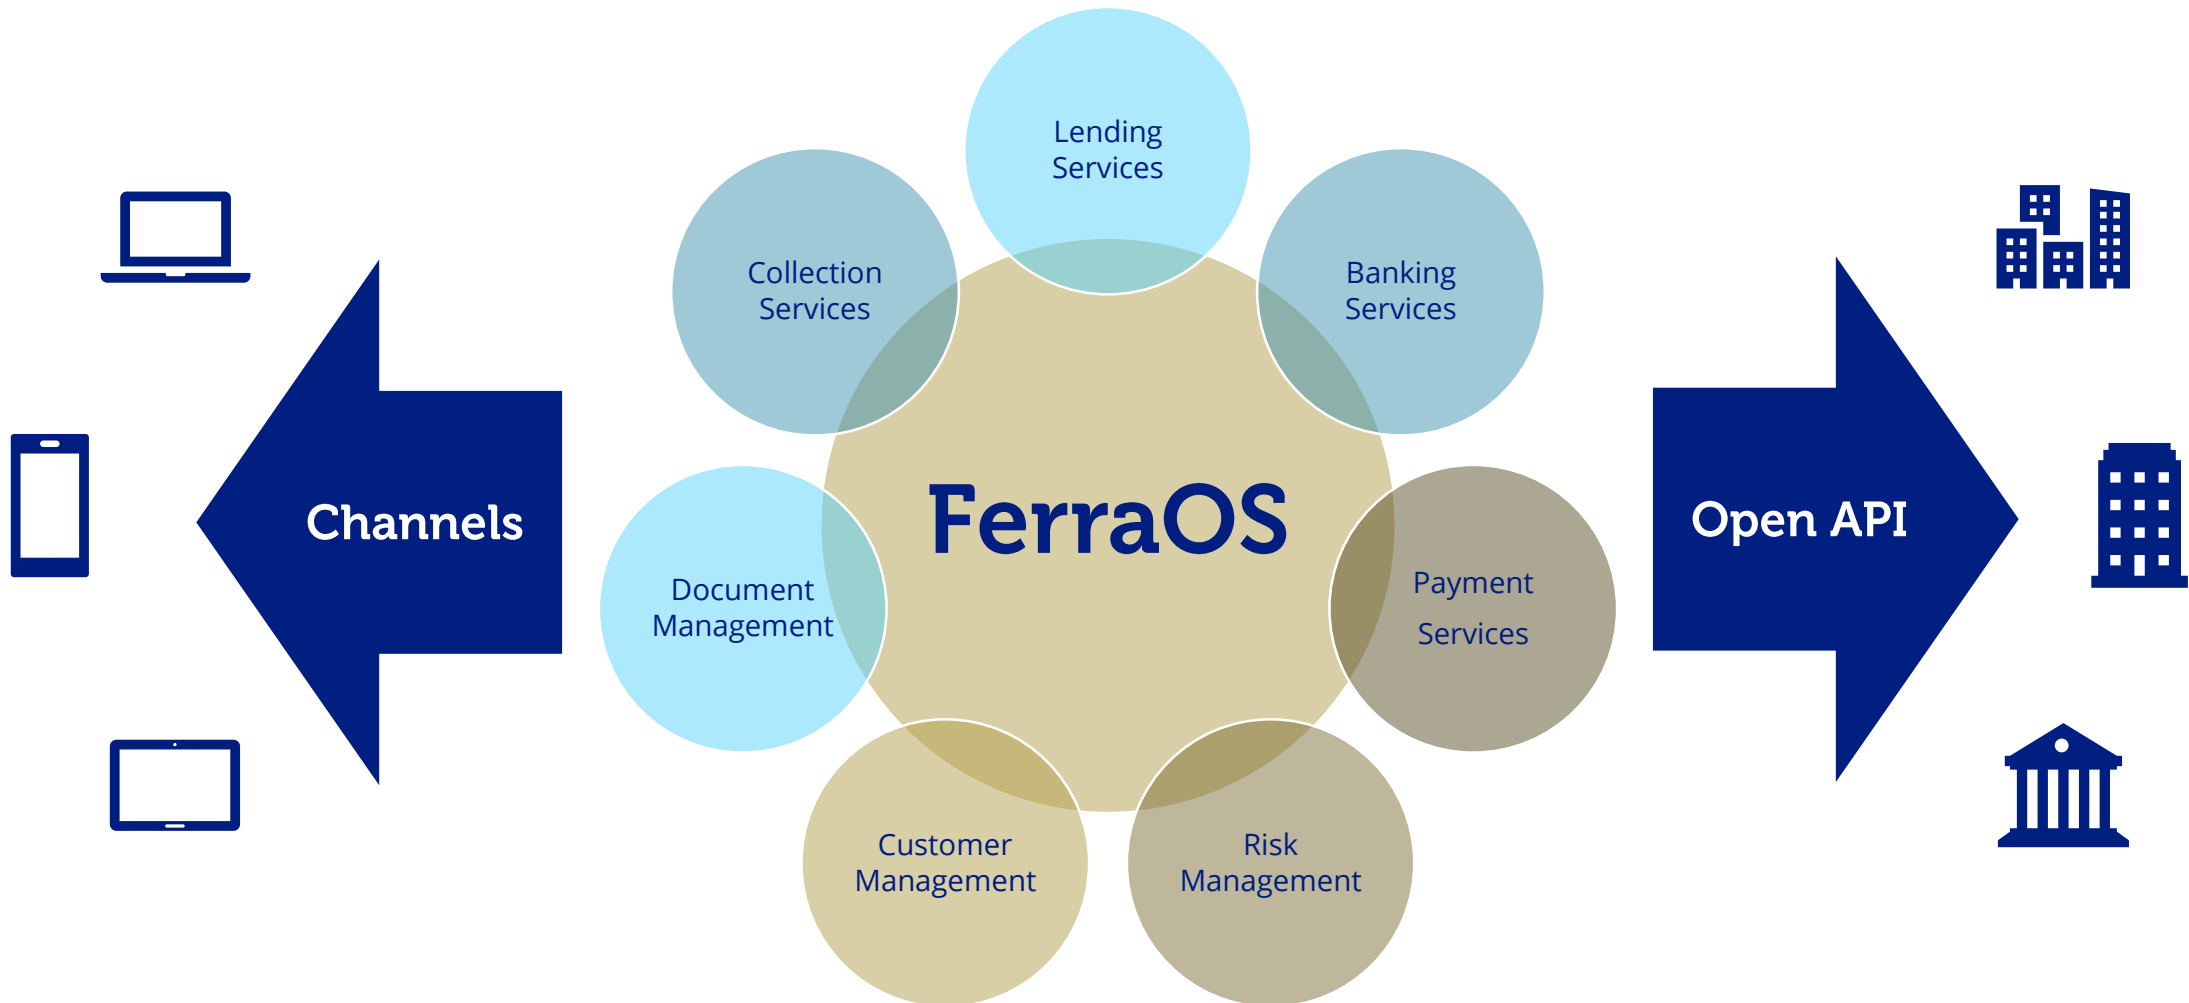 Lending
Services
Collection
Services
Banking
Services
Channels
FerraOS
Open API
Document
Management
Payment
Services
Customer
Management
Risk
Management